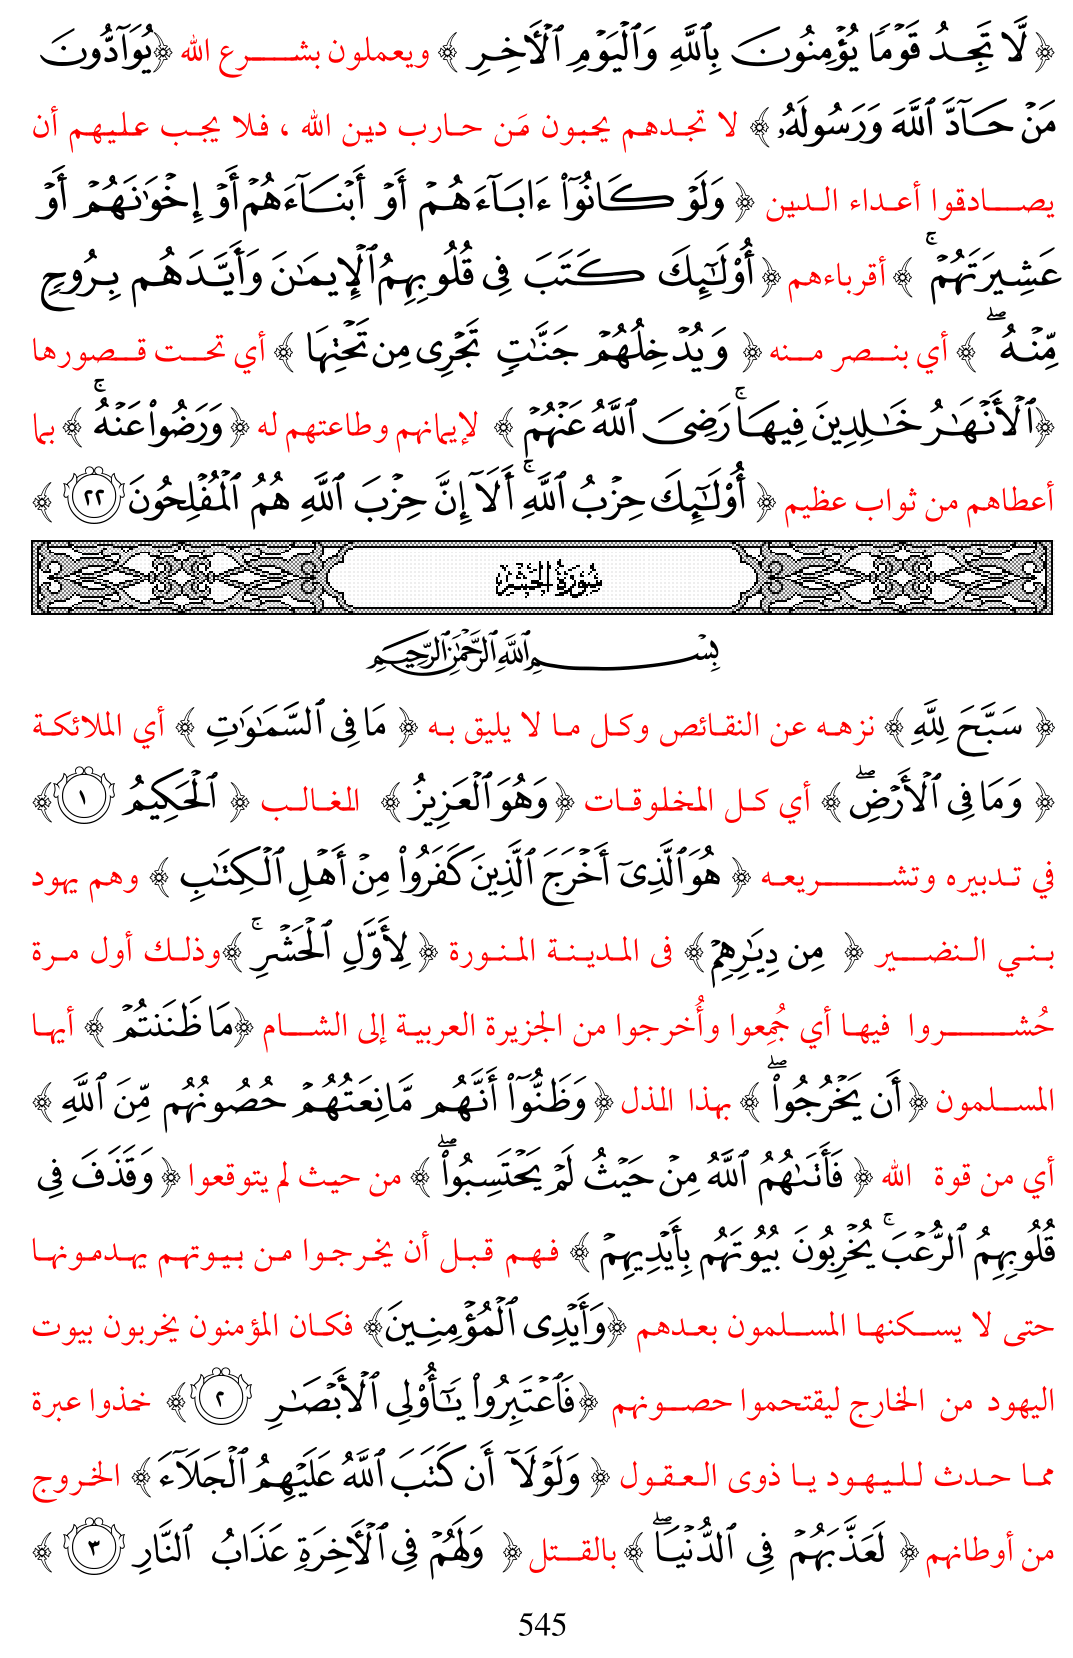 ﴿ لَّا تَجِدُ قَوْمًا يُؤْمِنُونَ بِٱللَّهِ وَٱلْيَوْمِ ٱلْأَخِرِ ﴾ ويعملون بشرع الله ﴿يُوَآدُّونَ
مَنْ حَآدَّ ٱللَّهَ وَرَسُولَهُۥ ﴾ لا تجدهم يحبون مَن حارب دين الله ، فلا يجب عليهم أن
يصادقوا أعداء الدين ﴿ وَلَوْ كَانُوٓا۟ ءَابَآءَهُمْ أَوْ أَبْنَآءَهُمْ أَوْ إِخْوَٰنَهُمْ أَوْ
عَشِيرَتَهُمْ ۚ ﴾ أقرباءهم ﴿ أُو۟لَٰٓئِكَ كَتَبَ فِى قُلُوبِهِمُ ٱلْإِيمَٰنَ وَأَيَّدَهُم بِرُوحٍ
مِّنْهُ ۖ ﴾ أي بنصر منه ﴿ وَيُدْخِلُهُمْ جَنَّٰتٍ تَجْرِى مِن تَحْتِهَا ﴾ أي تحت قصورها
﴿ٱلْأَنْهَٰرُ خَٰلِدِينَ فِيهَا ۚ رَضِىَ ٱللَّهُ عَنْهُمْ ﴾ لإيمانهم وطاعتهم له ﴿ وَرَضُوا۟ عَنْهُ ۚ ﴾ بما
أعطاهم من ثواب عظيم ﴿ أُو۟لَٰٓئِكَ حِزْبُ ٱللَّهِ ۚ أَلَآ إِنَّ حِزْبَ ٱللَّهِ هُمُ ٱلْمُفْلِحُونَ ٢٢ ﴾
سُورَةُ الحَشْرِ
بِسْمِ ٱللَّهِ ٱلرَّحْمَٰنِ ٱلرَّحِيمِ
﴿ سَبَّحَ لِلَّهِ ﴾ نزهه عن النقائص وكل ما لا يليق به ﴿ مَا فِى ٱلسَّمَٰوَٰتِ ﴾ أي الملائكة
﴿ وَمَا فِى ٱلْأَرْضِ ۖ ﴾ أي كل المخلوقات ﴿ وَهُوَ ٱلْعَزِيزُ ﴾ الغالب ﴿ ٱلْحَكِيمُ ١ ﴾
في تدبيره وتشريعه ﴿ هُوَ ٱلَّذِىٓ أَخْرَجَ ٱلَّذِينَ كَفَرُوا۟ مِنْ أَهْلِ ٱلْكِتَٰبِ ﴾ وهم يهود
بني النضير ﴿ مِن دِيَٰرِهِمْ ﴾ فى المدينة المنورة ﴿ لِأَوَّلِ ٱلْحَشْرِ ۚ ﴾ وذلك أول مرة
حُشروا فيها أي جُمِعوا وأُخرجوا من الجزيرة العربية إلى الشام ﴿ مَا ظَنَنتُمْ ﴾ أيها
المسلمون ﴿ أَن يَخْرُجُوا۟ ۖ ﴾ بهذا الذل ﴿ وَظَنُّوٓا۟ أَنَّهُم مَّانِعَتُهُمْ حُصُونُهُم مِّنَ ٱللَّهِ ﴾
أي من قوة الله ﴿ فَأَتَىٰهُمُ ٱللَّهُ مِنْ حَيْثُ لَمْ يَحْتَسِبُوا۟ ۖ ﴾ من حيث لم يتوقعوا ﴿ وَقَذَفَ فِى
قُلُوبِهِمُ ٱلرُّعْبَ ۚ يُخْرِبُونَ بُيُوتَهُم بِأَيْدِيهِمْ ﴾ فهم قبل أن يخرجوا من بيوتهم يهدمونها
حتى لا يسكنها المسلمون بعدهم ﴿وَأَيْدِى ٱلْمُؤْمِنِينَ﴾ فكان المؤمنون يخربون بيوت
اليهود من الخارج ليقتحموا حصونهم ﴿فَٱعْتَبِرُوا۟ يَٰٓأُو۟لِى ٱلْأَبْصَٰرِ ٢ ﴾ خذوا عبرة
مما حدث لليهود يا ذوى العقول ﴿ وَلَوْلَآ أَن كَتَبَ ٱللَّهُ عَلَيْهِمُ ٱلْجَلَآءَ ﴾ الخروج
من أوطانهم ﴿ لَعَذَّبَهُمْ فِى ٱلدُّنْيَا ۖ ﴾ بالقتل ﴿ وَلَهُمْ فِى ٱلْأَخِرَةِ عَذَابُ ٱلنَّارِ ٣ ﴾
545